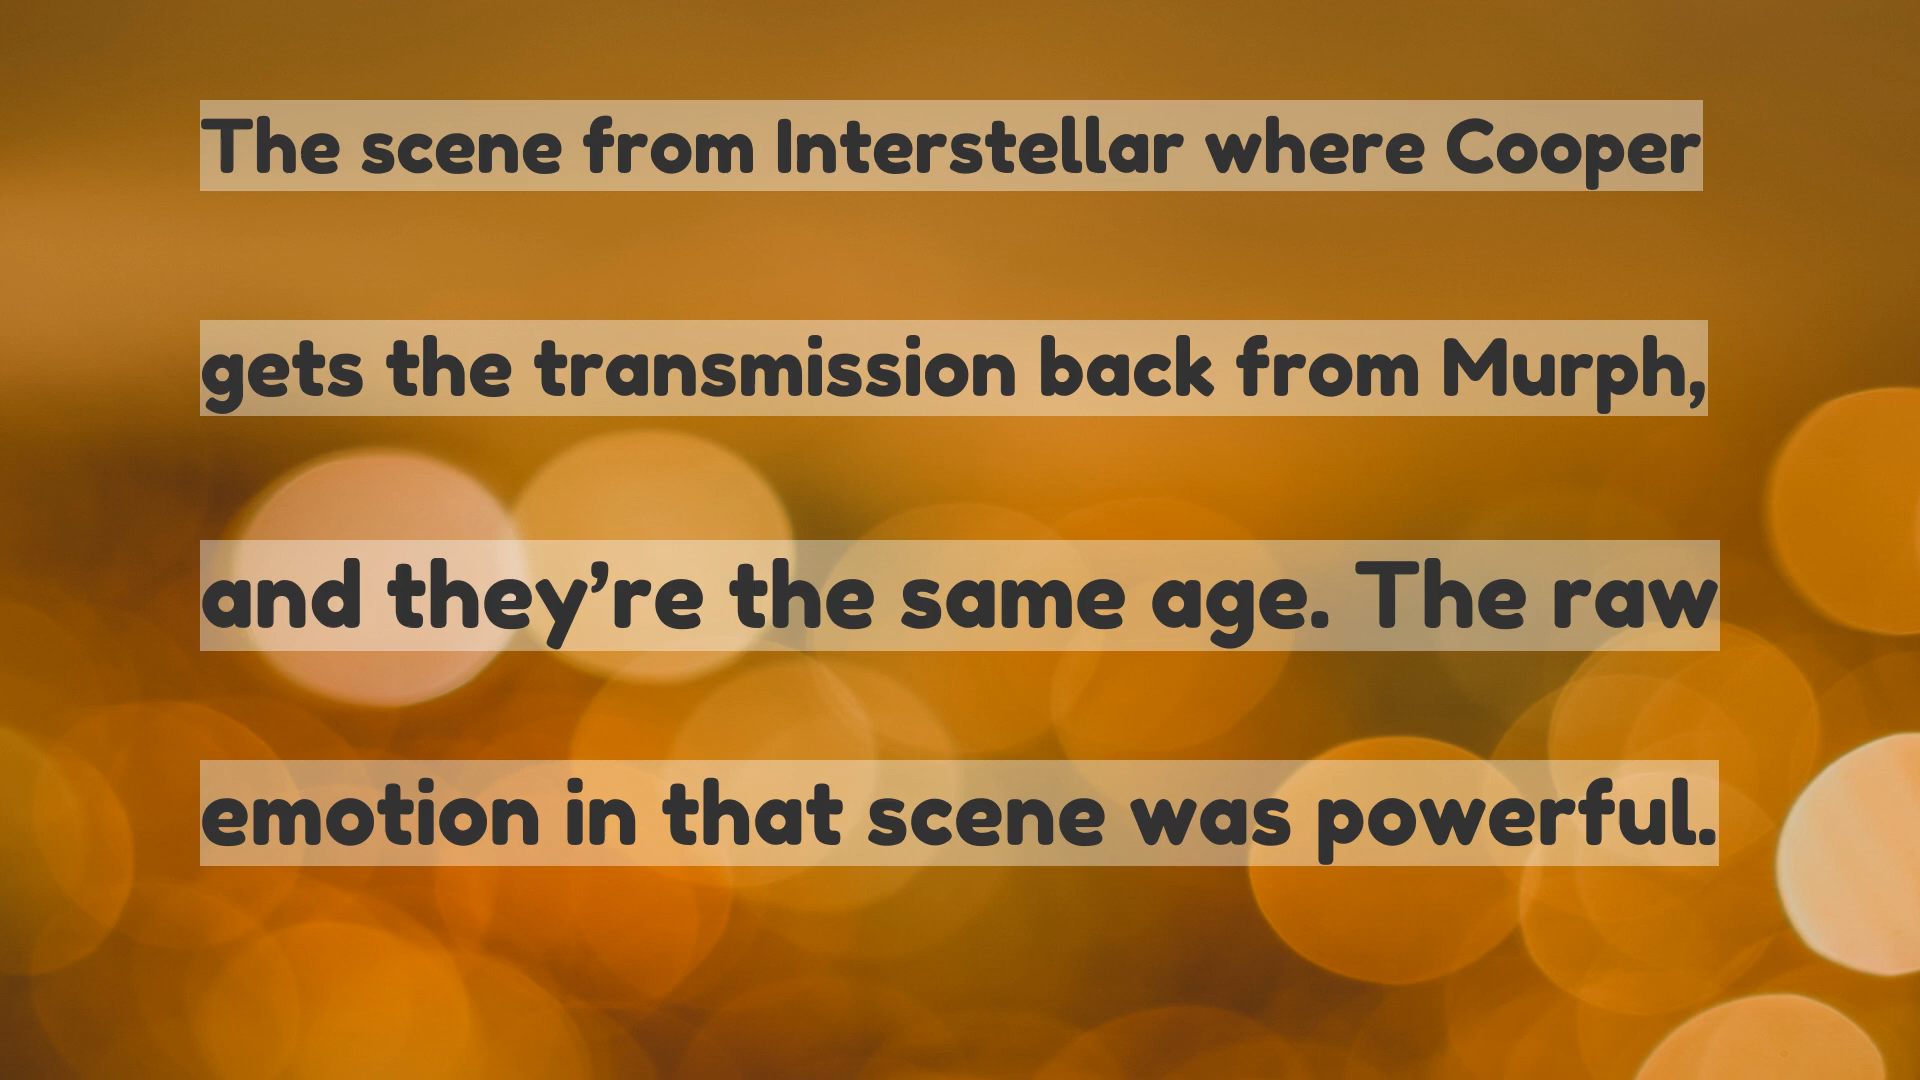 The scene from Interstellar where Cooper
gets the transmission back from Murph,
and they’re the same age. The raw
emotion in that scene was powerful.